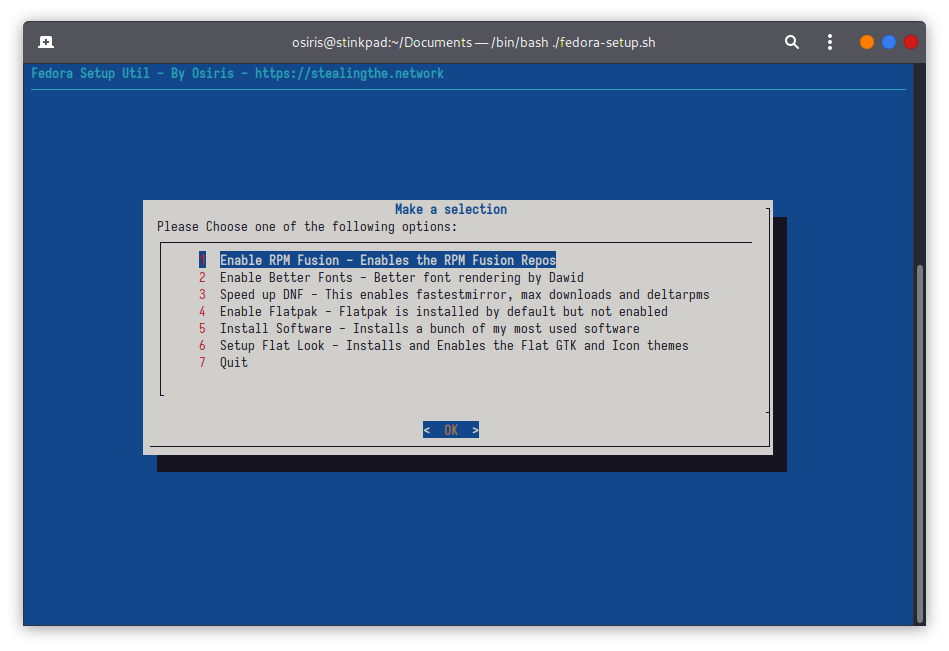 osiris@stinkpad:~/Documents — /bin/bash ./fedora-setup.sh
Fedora Setup Util - By Osiris - https://stealingthe.network
Make a selection
Please Choose one of the following options:
1 Enable RPM Fusion - Enables the RPM Fusion Repos
2 Enable Better Fonts - Better font rendering by Dawid
3 Speed up DNF - This enables fastestmirror, max downloads and deltarpms
4 Enable Flatpak - Flatpak is installed by default but not enabled
5 Install Software - Installs a bunch of my most used software
6 Setup Flat Look - Installs and Enables the Flat GTK and Icon themes
7 Quit
< OK >